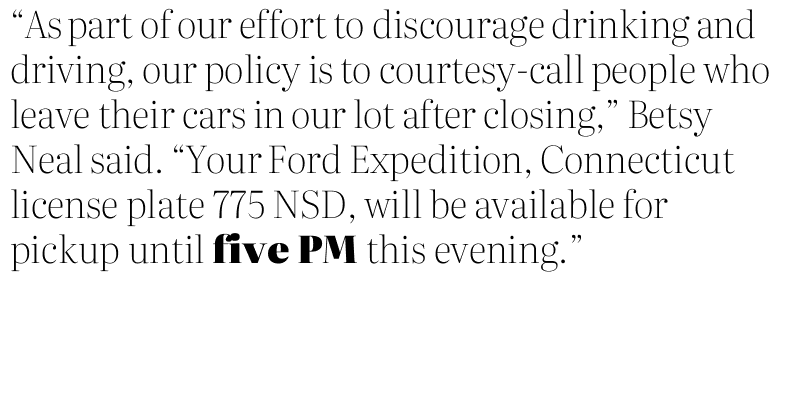 “As part of our effort to discourage drinking and
driving, our policy is to courtesy-call people who
leave their cars in our lot after closing,” Betsy
Neal said. “Your Ford Expedition, Connecticut
license plate 775 NSD, will be available for
pickup until five PM this evening.”